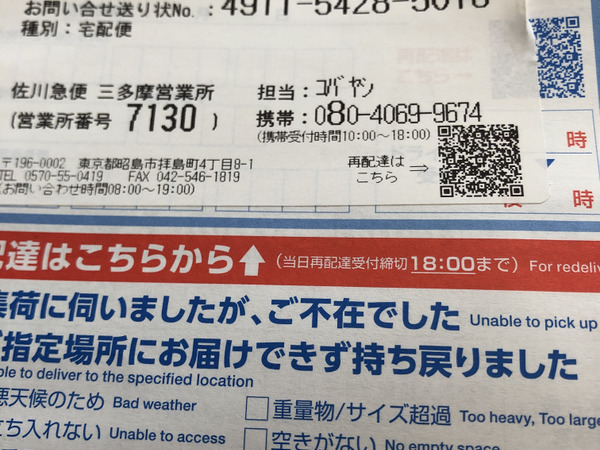 お問い合せ送り状No. : 4911-5428-5016
種別 : 宅配便
佐川急便 三多摩営業所
(営業所番号 7130 )
担当 : コバヤシ
携帯 : 080-4069-9674
(携帯受付時間10:00〜18:00)
〒196-0002 東京都昭島市拝島町4丁目8-1
TEL 0570-55-0419 FAX 042-546-1819
(お問い合わせ時間08:00〜19:00)
再配達は
こちら ⇒
時
時
配達はこちらから↑ (当日再配達受付締切18:00まで) For redeliv
集荷に伺いましたが、ご不在でした Unable to pick up
ご指定場所にお届けできず持ち戻りました
ble to deliver to the specified location
悪天候のため Bad weather
□重量物/サイズ超過 Too heavy, Too large
立ち入れない Unable to access
□空きがない No empty space